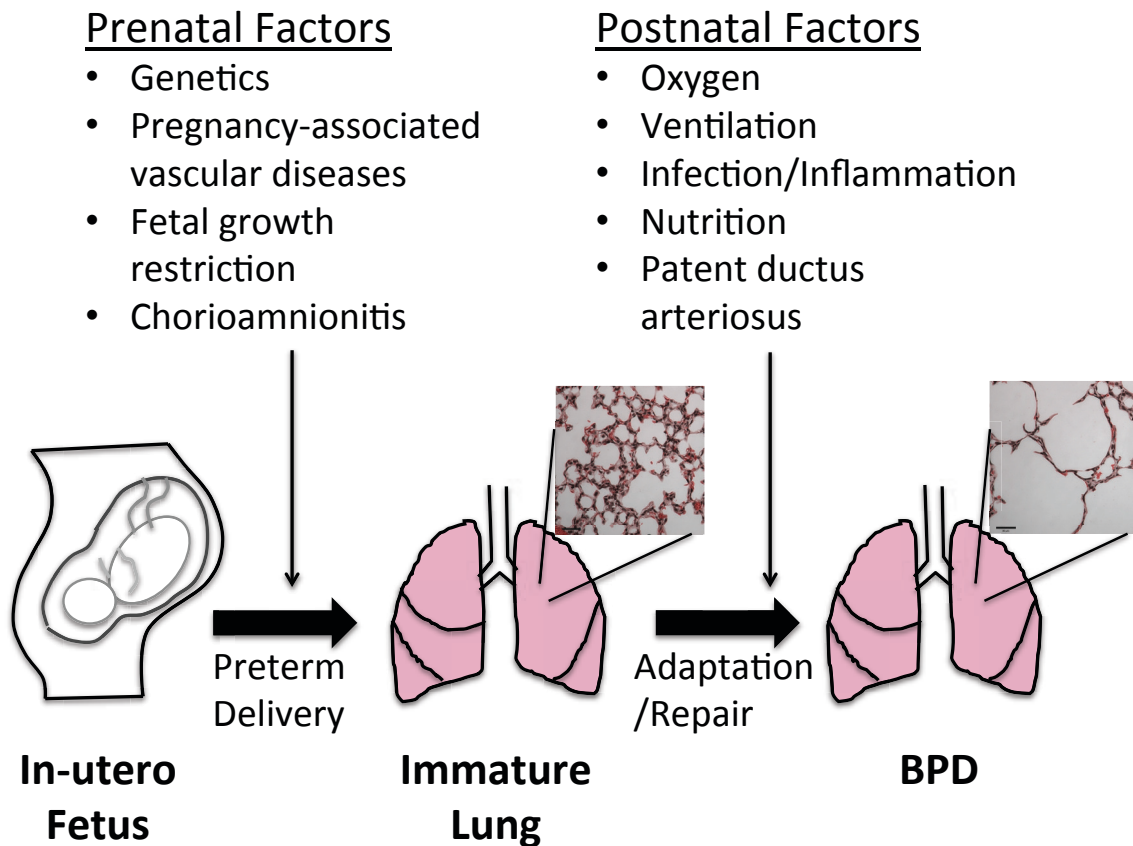 Prenatal Factors
• Genetics
• Pregnancy-associated
vascular diseases
• Fetal growth
restriction
• Chorioamnionitis
Postnatal Factors
• Oxygen
• Ventilation
• Infection/Inflammation
• Nutrition
• Patent ductus
arteriosus
Preterm
Delivery
Adaptation
/Repair
In-utero
Fetus
Immature
Lung
BPD